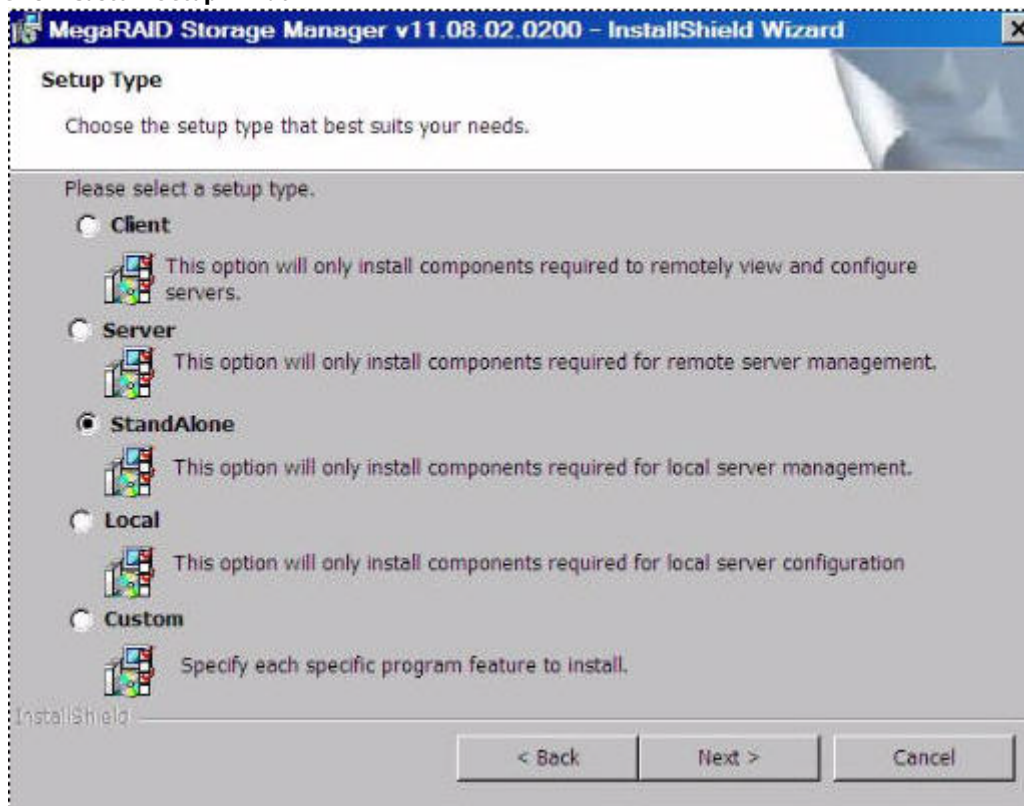 MegaRAID Storage Manager v11.08.02.0200 - InstallShield Wizard
Setup Type
Choose the setup type that best suits your needs.
Please select a setup type.
Client
This option will only install components required to remotely view and configure
servers.
Server
This option will only install components required for remote server management.
StandAlone
This option will only install components required for local server management.
Local
This option will only install components required for local server configuration
Custom
Specify each specific program feature to install.
InstallShield
< Back Next > Cancel